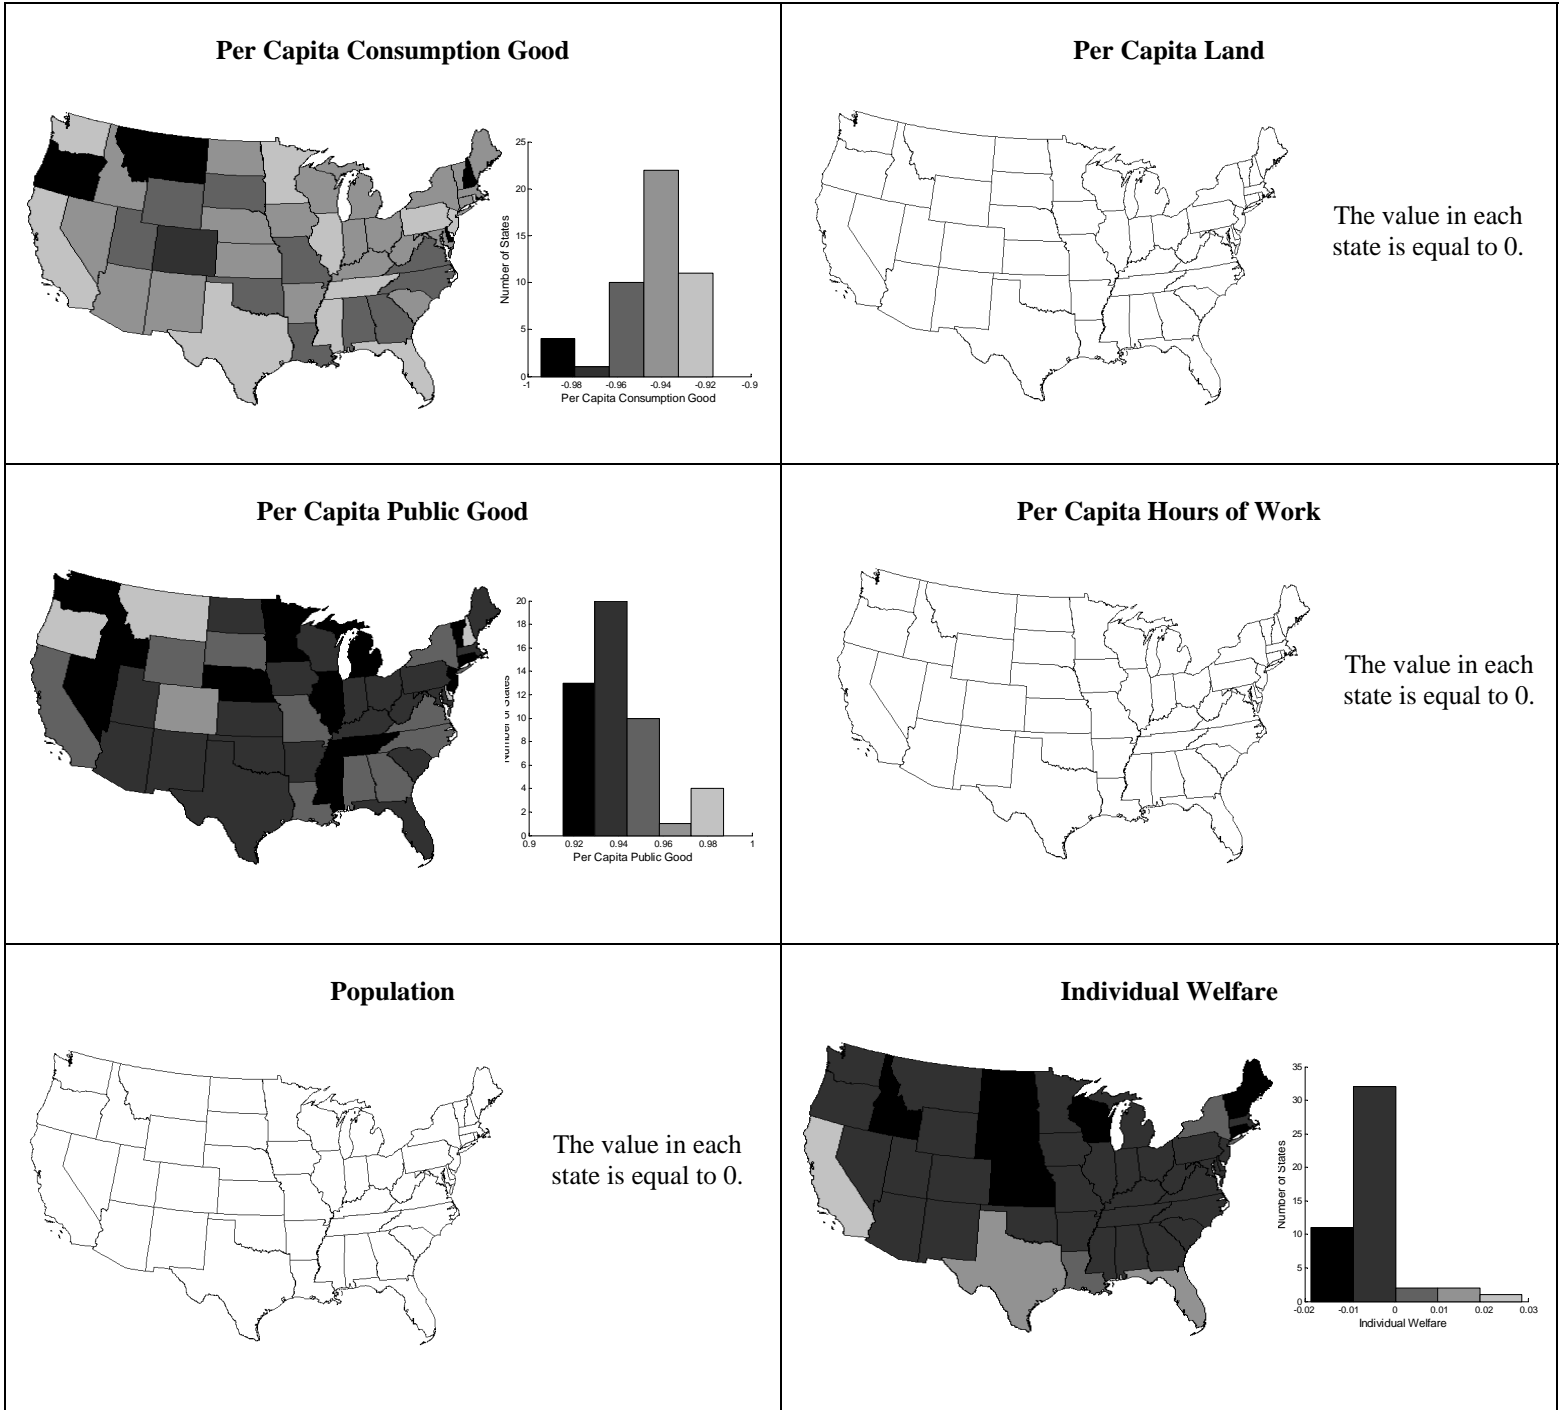 Per Capita Consumption Good
25
20
15
10
5
0
Number of States
-1 -0.98 -0.96 -0.94 -0.92 -0.9
Per Capita Consumption Good
Per Capita Land
The value in each
state is equal to 0.
Per Capita Public Good
20
18
16
14
12
10
8
6
4
2
0
Number of States
0.9 0.92 0.94 0.96 0.98 1
Per Capita Public Good
Per Capita Hours of Work
The value in each
state is equal to 0.
Population
The value in each
state is equal to 0.
Individual Welfare
35
30
25
20
15
10
5
0
Number of States
-0.02 -0.01 0 0.01 0.02 0.03
Individual Welfare